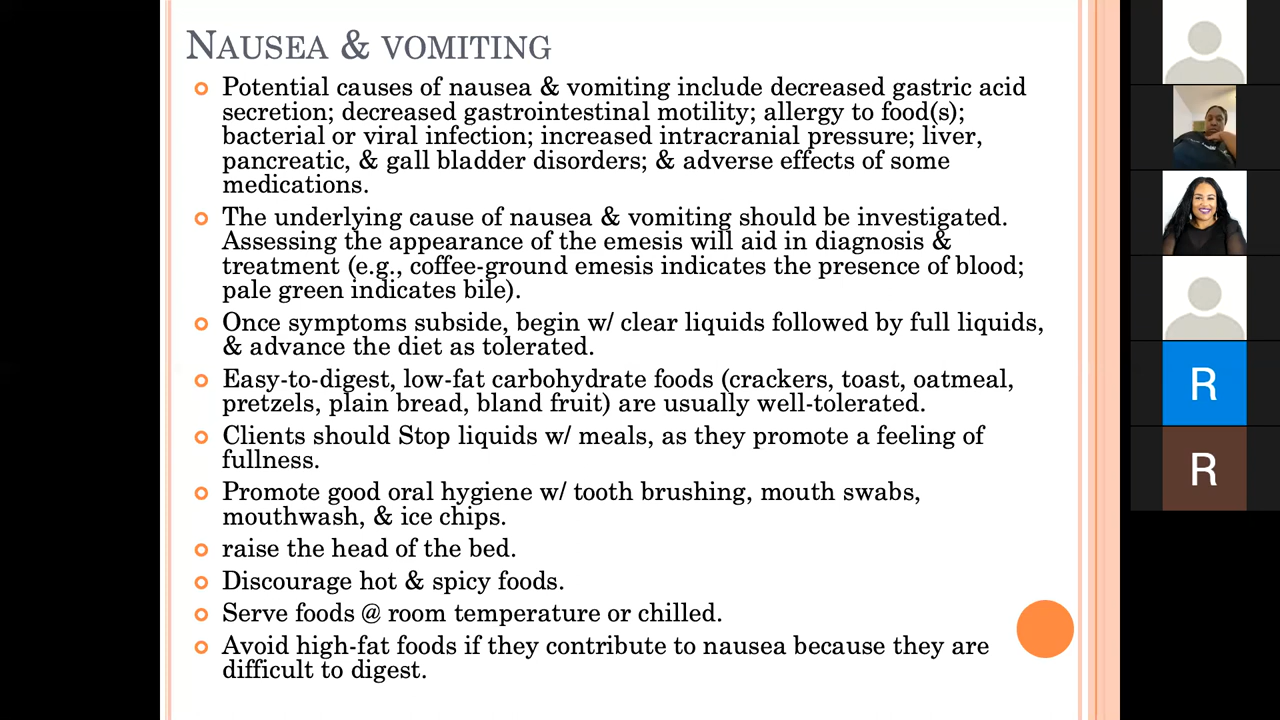 NAUSEA & VOMITING
Potential causes of nausea & vomiting include decreased gastric acid
secretion; decreased gastrointestinal motility; allergy to food(s);
bacterial or viral infection; increased intracranial pressure; liver,
pancreatic, & gall bladder disorders; & adverse effects of some
medications.
The underlying cause of nausea & vomiting should be investigated.
Assessing the appearance of the emesis will aid in diagnosis &
treatment (e.g., coffee-ground emesis indicates the presence of blood;
pale green indicates bile).
Once symptoms subside, begin w/ clear liquids followed by full liquids,
& advance the diet as tolerated.
Easy-to-digest, low-fat carbohydrate foods (crackers, toast, oatmeal,
pretzels, plain bread, bland fruit) are usually well-tolerated.
Clients should Stop liquids w/ meals, as they promote a feeling of
fullness.
Promote good oral hygiene w/ tooth brushing, mouth swabs,
mouthwash, & ice chips.
raise the head of the bed.
Discourage hot & spicy foods.
Serve foods @ room temperature or chilled.
Avoid high-fat foods if they contribute to nausea because they are
difficult to digest.
R
R